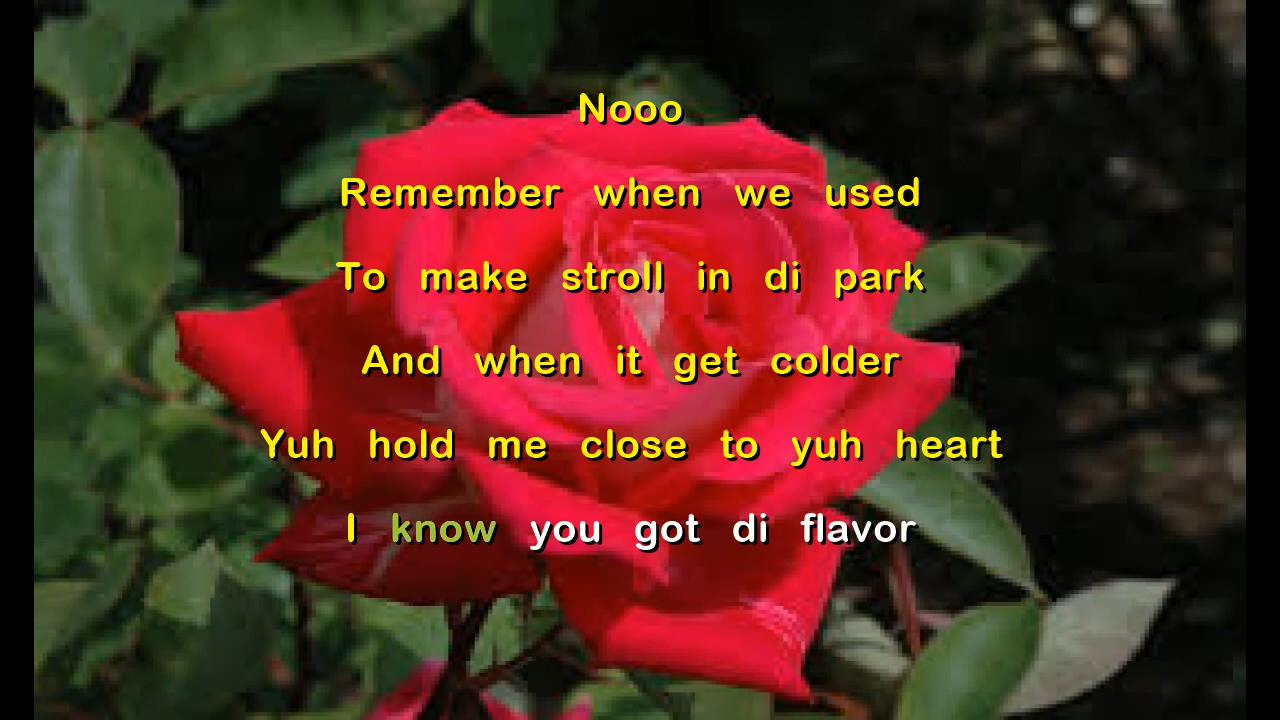 Nooo
Remember when we used
To make stroll in di park
And when it get colder
Yuh hold me close to yuh heart
I know you got di flavor